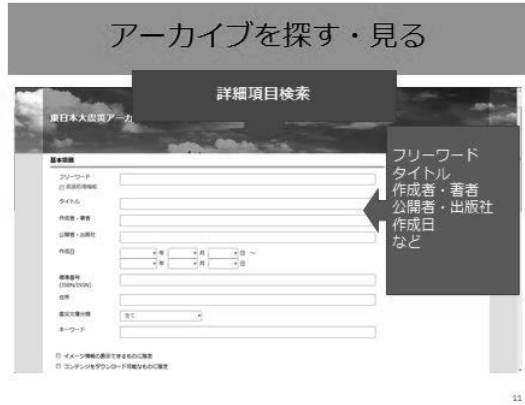 アーカイブを探す・見る
詳細項目検索
東日本大震災アーカ
基本項目
フリーワード
タイトル
作成者・著者
公開者・出版社
作成日
年 月 日 ～
年 月 日
標準番号
(ISBN/ISSN)
住所
震災災害分類
全て
キーワード
イメージ情報の表示できるものに限定
コンテンツをダウンロード可能なものに限定
フリーワード
タイトル
作成者・著者
公開者・出版社
作成日
など
11